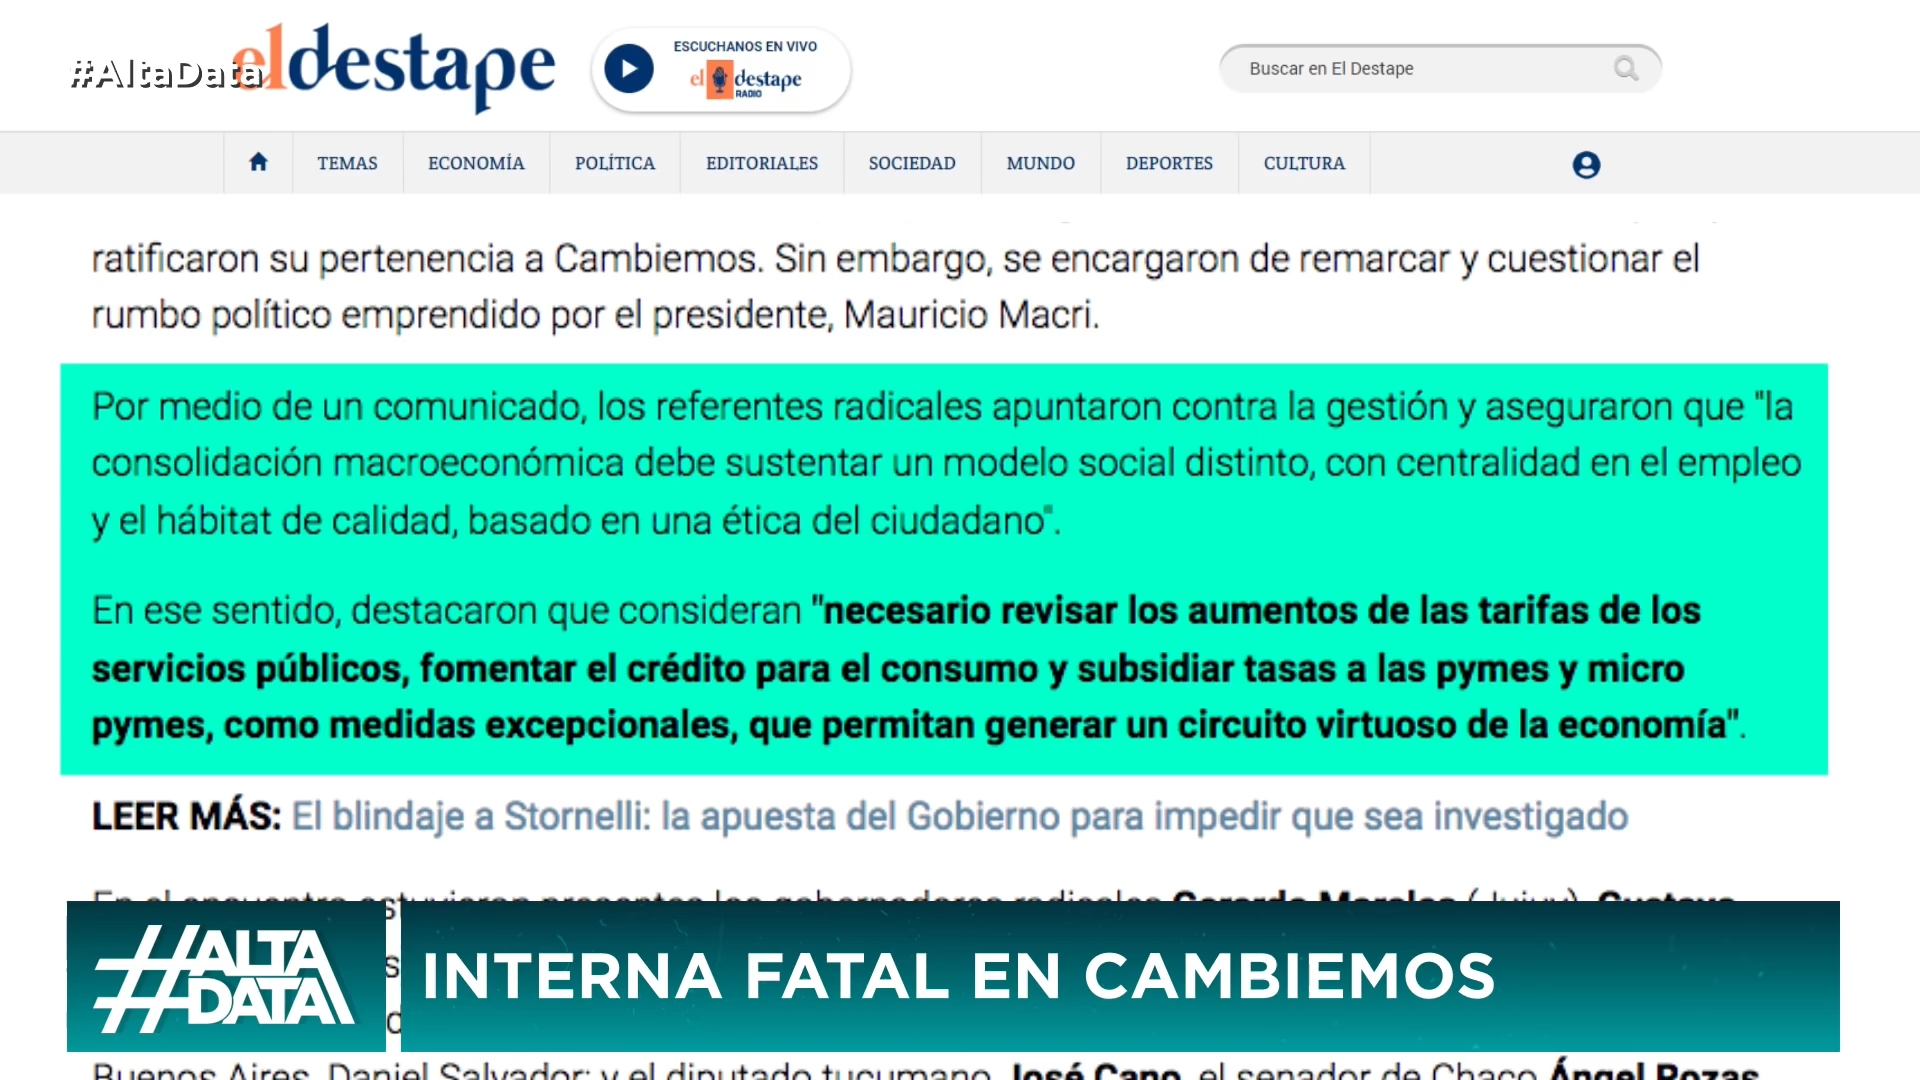 #AltaData
eldestape
ESCUCHANOS EN VIVO
el destape
RADIO
Buscar en El Destape
TEMAS
ECONOMÍA
POLÍTICA
EDITORIALES
SOCIEDAD
MUNDO
DEPORTES
CULTURA
ratificaron su pertenencia a Cambiemos. Sin embargo, se encargaron de remarcar y cuestionar el
rumbo político emprendido por el presidente, Mauricio Macri.
Por medio de un comunicado, los referentes radicales apuntaron contra la gestión y aseguraron que "la
consolidación macroeconómica debe sustentar un modelo social distinto, con centralidad en el empleo
y el hábitat de calidad, basado en una ética del ciudadano".
En ese sentido, destacaron que consideran "necesario revisar los aumentos de las tarifas de los
servicios públicos, fomentar el crédito para el consumo y subsidiar tasas a las pymes y micro
pymes, como medidas excepcionales, que permitan generar un circuito virtuoso de la economía".
LEER MÁS: El blindaje a Stornelli: la apuesta del Gobierno para impedir que sea investigado
En el encuentro estuvieron presentes los gobernadores radicales Gerardo Morales (Jujuy), Gustavo
#ALTA
DATA
INTERNA FATAL EN CAMBIEMOS
Buenos Aires, Daniel Salvador; y el diputado tucumano, José Cano, el senador de Chaco Ángel Rozas